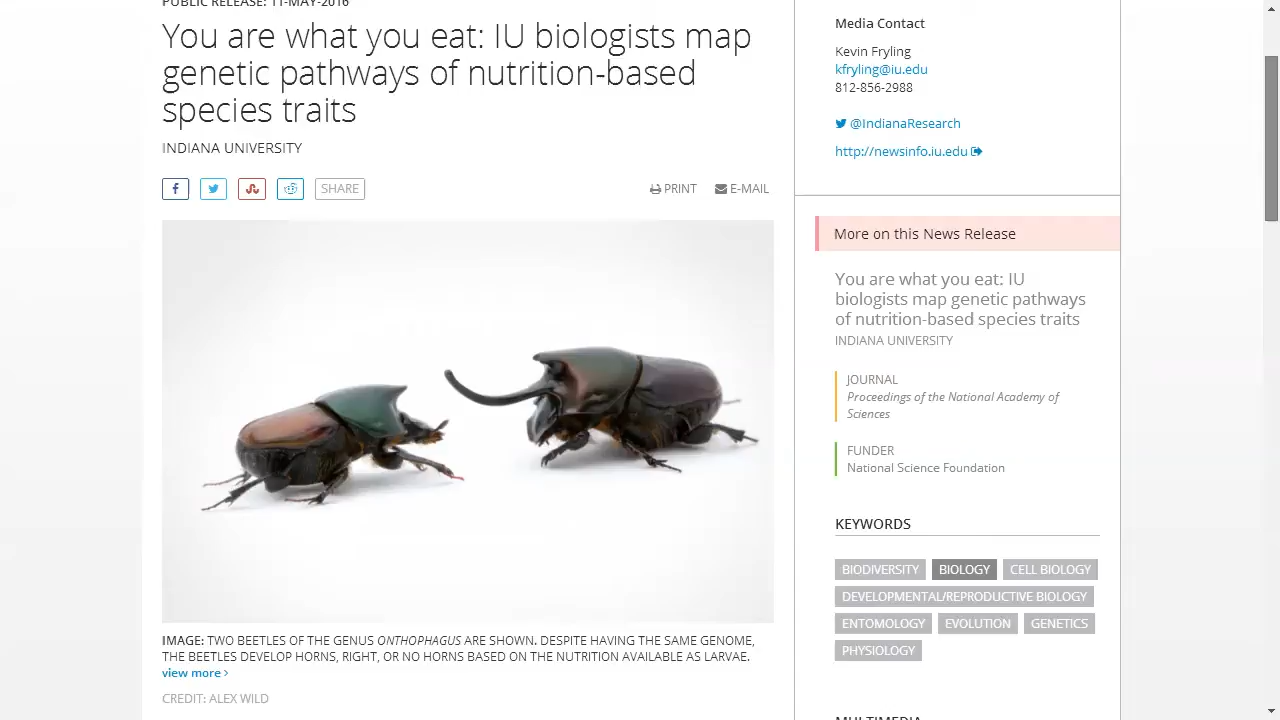 PUBLIC RELEASE: 11-MAY-2016
You are what you eat: IU biologists map
genetic pathways of nutrition-based
species traits
INDIANA UNIVERSITY
SHARE
PRINT
E-MAIL
IMAGE: TWO BEETLES OF THE GENUS ONTHOPHAGUS ARE SHOWN. DESPITE HAVING THE SAME GENOME,
THE BEETLES DEVELOP HORNS, RIGHT, OR NO HORNS BASED ON THE NUTRITION AVAILABLE AS LARVAE.
view more >
CREDIT: ALEX WILD
Media Contact
Kevin Fryling
kfryling@iu.edu
812-856-2988
@IndianaResearch
http://newsinfo.iu.edu
More on this News Release
You are what you eat: IU
biologists map genetic pathways
of nutrition-based species traits
INDIANA UNIVERSITY
JOURNAL
Proceedings of the National Academy of
Sciences
FUNDER
National Science Foundation
KEYWORDS
BIODIVERSITY BIOLOGY CELL BIOLOGY
DEVELOPMENTAL/REPRODUCTIVE BIOLOGY
ENTOMOLOGY EVOLUTION GENETICS
PHYSIOLOGY
MULTIMEDIA